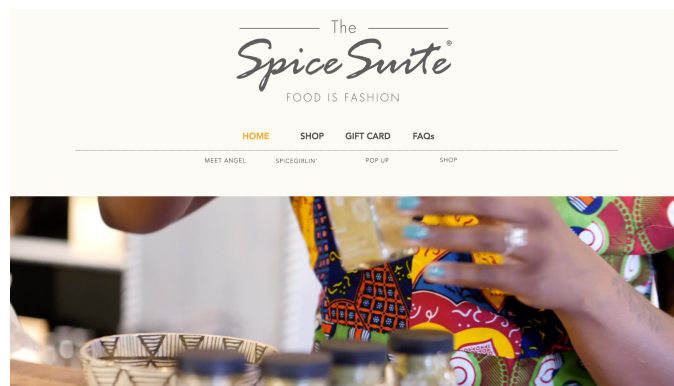 The
Spice Suite®
FOOD IS FASHION
HOME SHOP GIFT CARD FAQs
MEET ANGEL SPICEGIRLIN' POP UP SHOP